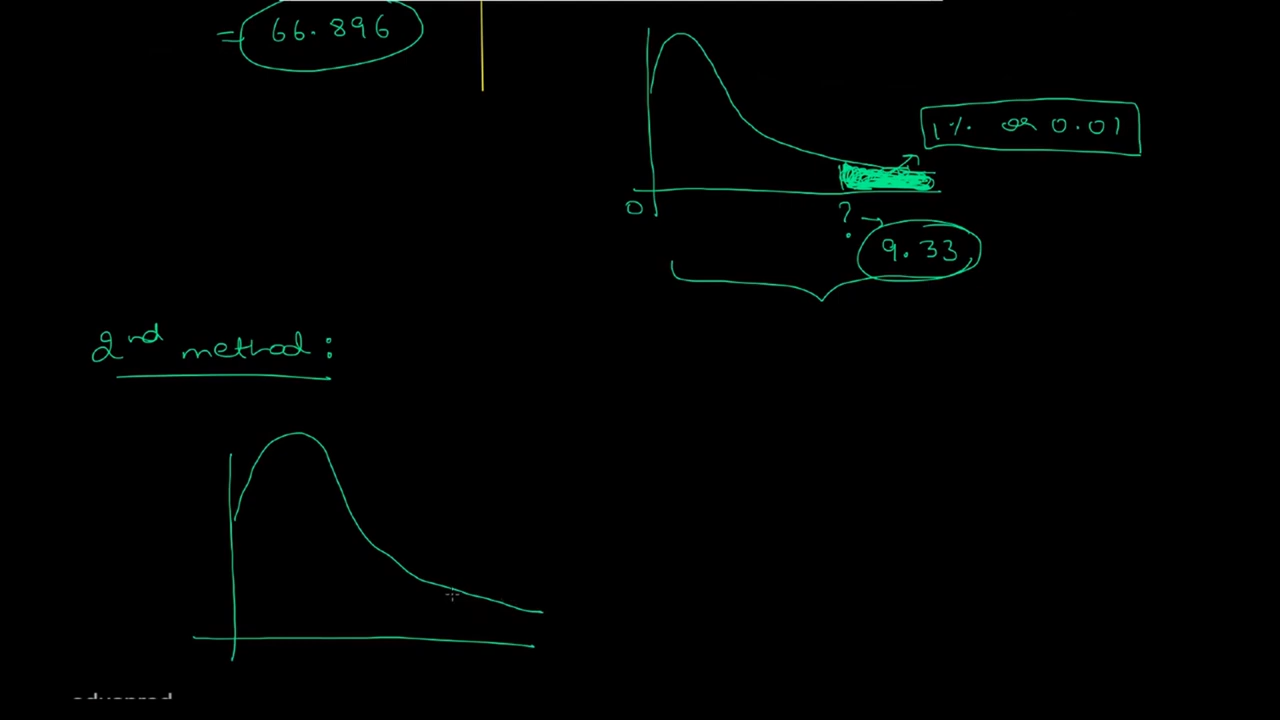 = 66.896
1% or 0.01
0
?
9.33
2nd method: